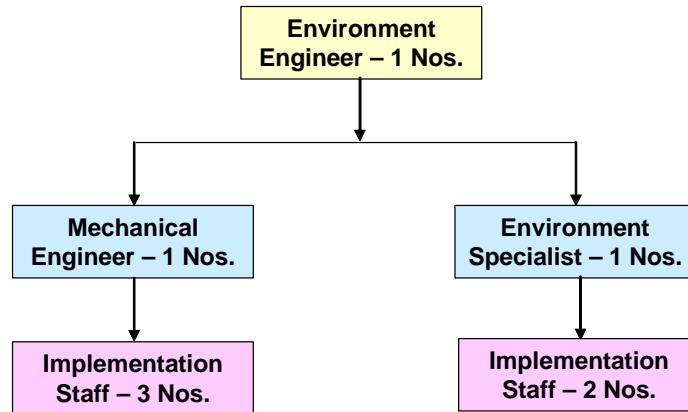 Environment
Engineer – 1 Nos.
Mechanical
Engineer – 1 Nos.
Environment
Specialist – 1 Nos.
Implementation
Staff – 3 Nos.
Implementation
Staff – 2 Nos.